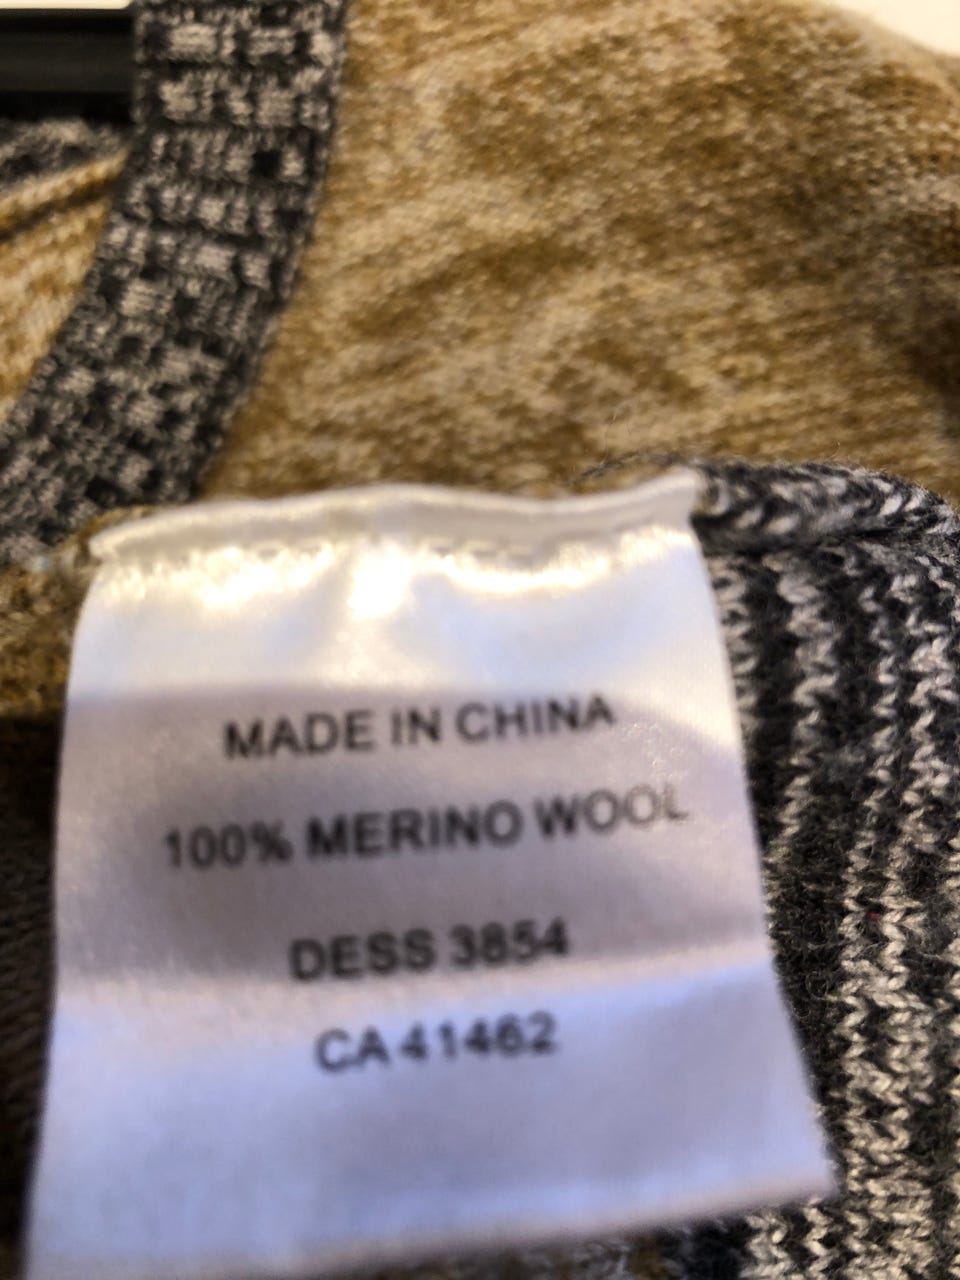 MADE IN CHINA
100% MERINO WOOL
DESS 3854
CA 41462